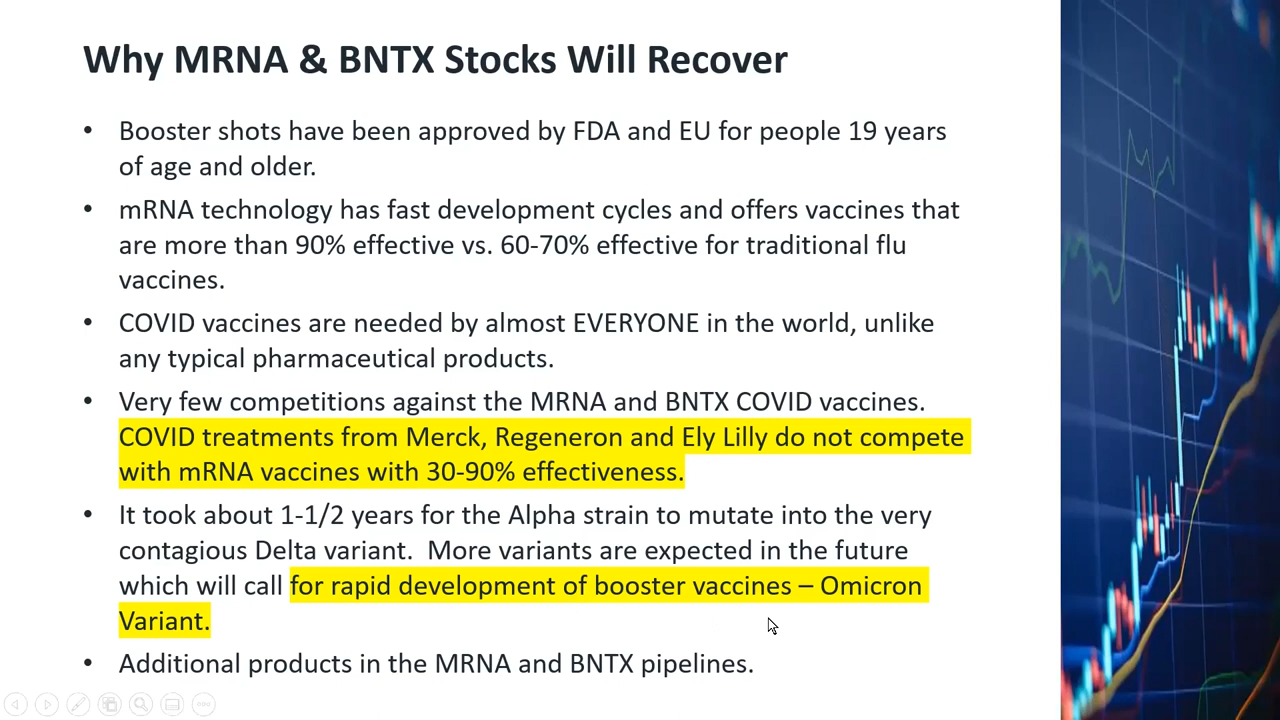 Why MRNA & BNTX Stocks Will Recover
• Booster shots have been approved by FDA and EU for people 19 years
of age and older.
• mRNA technology has fast development cycles and offers vaccines that
are more than 90% effective vs. 60-70% effective for traditional flu
vaccines.
• COVID vaccines are needed by almost EVERYONE in the world, unlike
any typical pharmaceutical products.
• Very few competitions against the MRNA and BNTX COVID vaccines.
COVID treatments from Merck, Regeneron and Ely Lilly do not compete
with mRNA vaccines with 30-90% effectiveness.
• It took about 1-1/2 years for the Alpha strain to mutate into the very
contagious Delta variant.  More variants are expected in the future
which will call for rapid development of booster vaccines – Omicron
Variant.
• Additional products in the MRNA and BNTX pipelines.